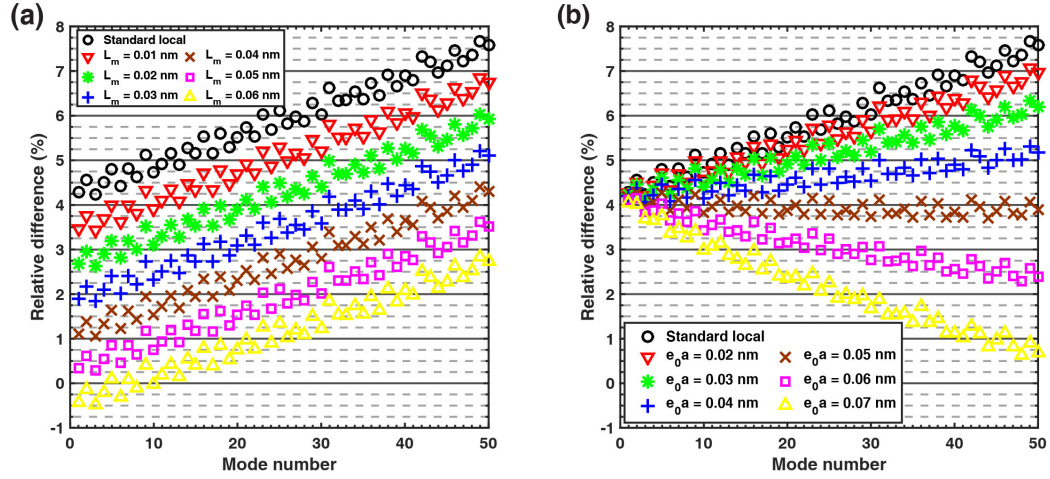 (a)
8
7
6
5
4
3
2
1
0
-1
Relative difference (%)
Standard local
L_m = 0.01 nm
L_m = 0.02 nm
L_m = 0.03 nm
L_m = 0.04 nm
L_m = 0.05 nm
L_m = 0.06 nm
0 10 20 30 40 50
Mode number
(b)
8
7
6
5
4
3
2
1
0
-1
Relative difference (%)
Standard local
e_0a = 0.02 nm
e_0a = 0.03 nm
e_0a = 0.04 nm
e_0a = 0.05 nm
e_0a = 0.06 nm
e_0a = 0.07 nm
0 10 20 30 40 50
Mode number